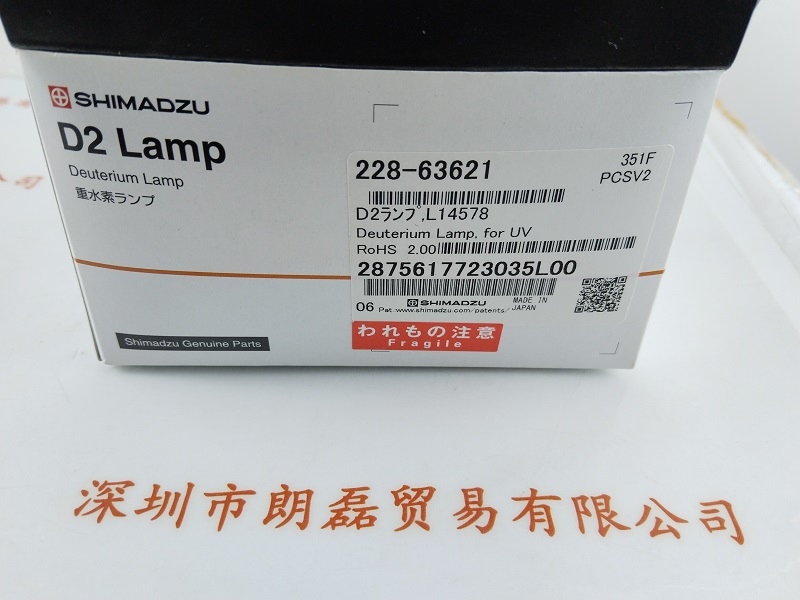 SHIMADZU
D2 Lamp
Deuterium Lamp
重水素ランプ
Shimadzu Genuine Parts
228-63621
351F
PCSV2
D2ランプ,L14578
Deuterium Lamp, for UV
RoHS 2.00
2875617723035L00
06 SHIMADZU MADE IN
Pat.www.shimadzu.com/patents/ JAPAN
われもの注意
Fragile
公司
深圳市朗磊贸易有限公司